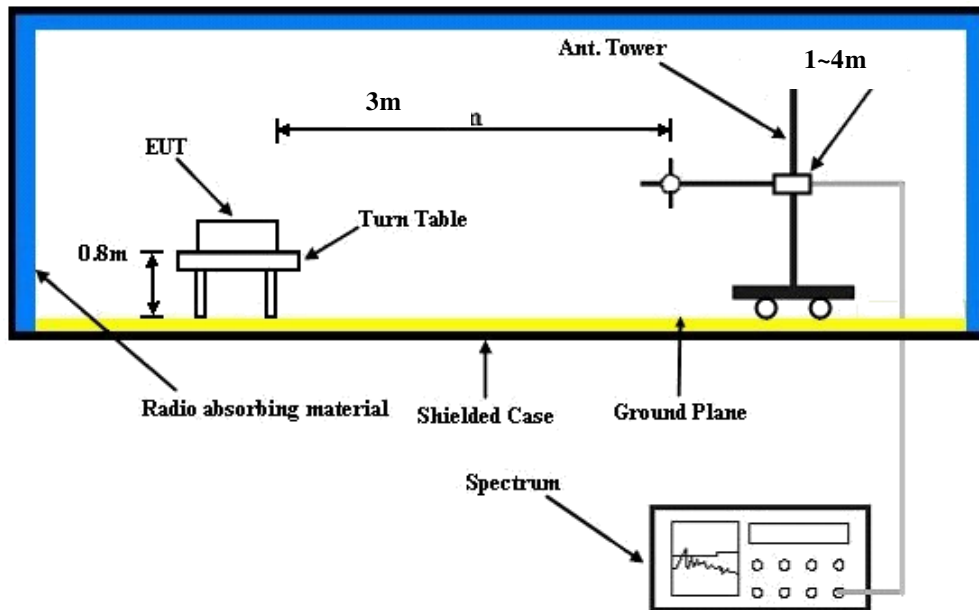 Ant. Tower
1~4m
3m
n
EUT
Turn Table
0.8m
Radio absorbing material
Shielded Case
Ground Plane
Spectrum